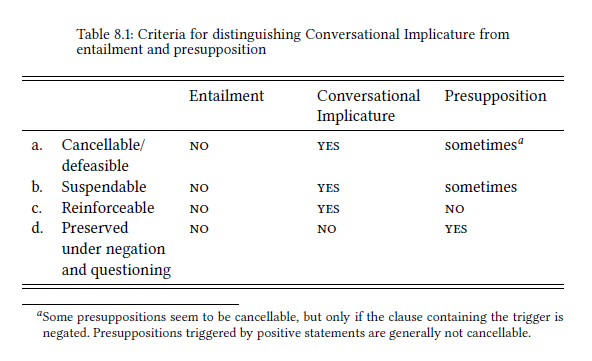 Table 8.1: Criteria for distinguishing Conversational Implicature from
entailment and presupposition
Entailment Conversational Presupposition
Implicature
a. Cancellable/ NO YES sometimesᵃ
defeasible
b. Suspendable NO YES sometimes
c. Reinforceable NO YES NO
d. Preserved NO NO YES
under negation
and questioning
ᵃSome presuppositions seem to be cancellable, but only if the clause containing the trigger is
negated. Presuppositions triggered by positive statements are generally not cancellable.